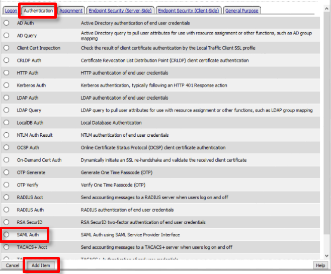 Logon Authentication Assignment Endpoint Security (Server-Side) Endpoint Security (Client-Side) General Purpose
AD Auth Active Directory authentication of end user credentials
AD Query Active Directory query to pull user attributes for use with resource assignment or other functions, such as AD group
mapping
Client Cert Inspection Check the result of client certificate authentication by the Local Traffic Client SSL profile
CRLDP Auth Certificate Revocation List Distribution Point (CRLDP) client certificate authentication
HTTP Auth HTTP authentication of end user credentials
Kerberos Auth Kerberos authentication, typically following an HTTP 401 Response action
LDAP Auth LDAP authentication of end user credentials
LDAP Query LDAP query to pull user attributes for use with resource assignment or other functions, such as LDAP group mapping
LocalDB Auth Local Database Authentication
NTLM Auth Result NTLM authentication of end user credentials
OCSP Auth Online Certificate Status Protocol (OCSP) client certificate authentication
On-Demand Cert Auth Dynamically initiate an SSL re-handshake and validate the received client certificate
OTP Generate Generate One Time Passcode (OTP)
OTP Verify Verify One Time Passcode (OTP)
RADIUS Acct Send accounting messages to a RADIUS server when users log on and off
RADIUS Auth RADIUS authentication of end user credentials
RSA SecurID RSA SecurID two-factor authentication of end user credentials
SAML Auth SAML Auth using SAML Service Provider Interface
TACACS+ Acct Send accounting messages to a TACACS+ server when users log on and off
Cancel Add Item Help